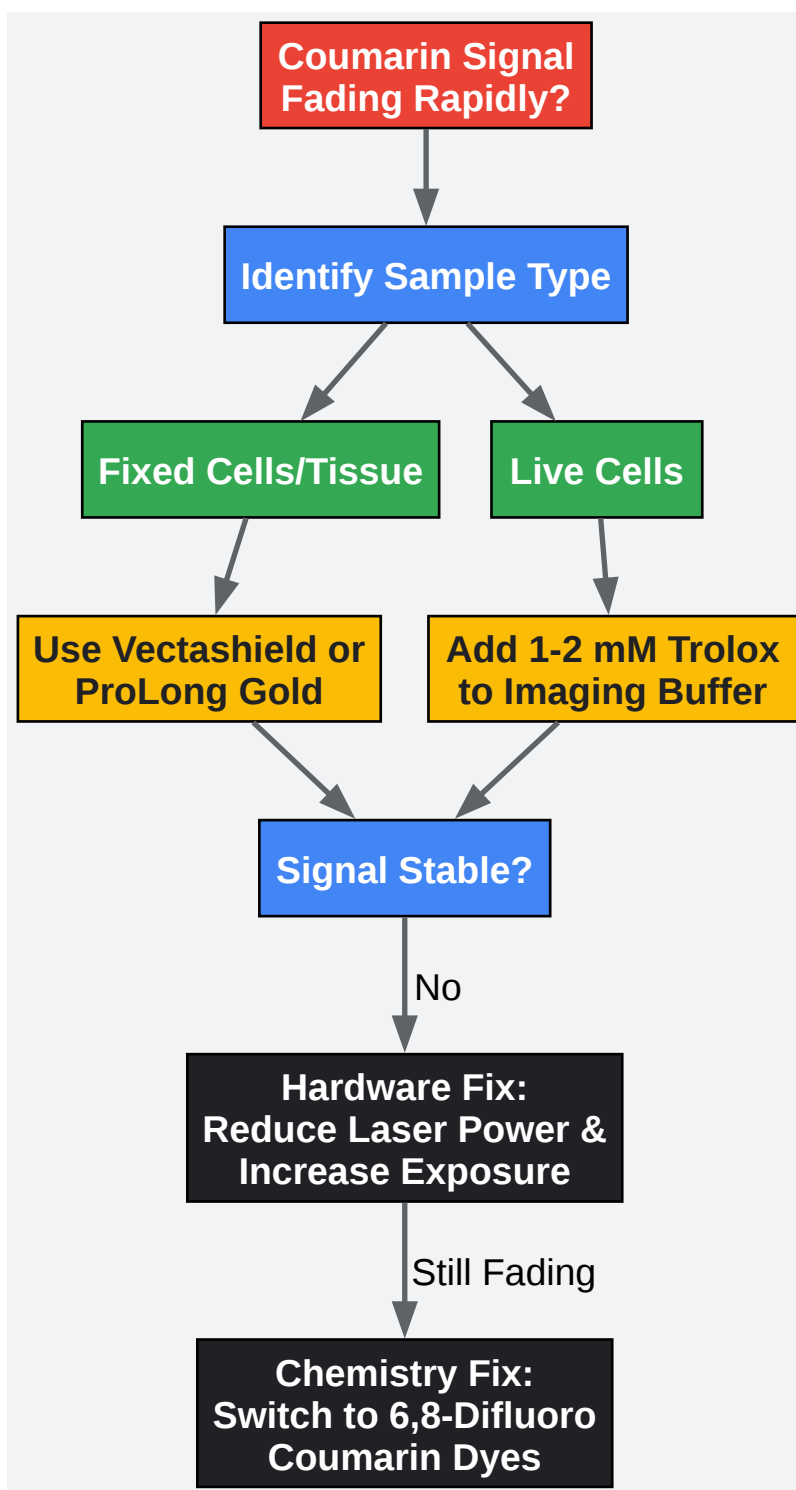 Coumarin Signal
Fading Rapidly?
Identify Sample Type
Fixed Cells/Tissue
Live Cells
Use Vectashield or
ProLong Gold
Add 1-2 mM Trolox
to Imaging Buffer
Signal Stable?
No
Hardware Fix:
Reduce Laser Power &
Increase Exposure
Still Fading
Chemistry Fix:
Switch to 6,8-Difluoro
Coumarin Dyes